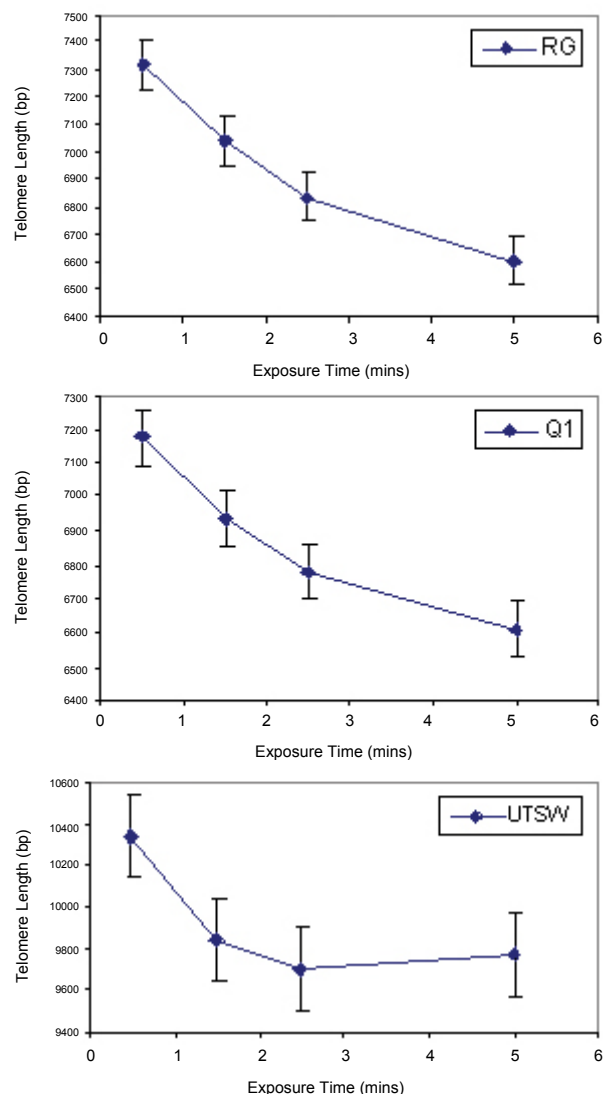 7500
7400
7300
7200
7100
7000
6900
6800
6700
6600
6500
6400
Telomere Length (bp)
RG
0 1 2 3 4 5 6
Exposure Time (mins)
7300
7200
7100
7000
6900
6800
6700
6600
6500
6400
Telomere Length (bp)
Q1
0 1 2 3 4 5 6
Exposure Time (mins)
10600
10400
10200
10000
9800
9600
9400
Telomere Length (bp)
UTSW
0 1 2 3 4 5 6
Exposure Time (mins)